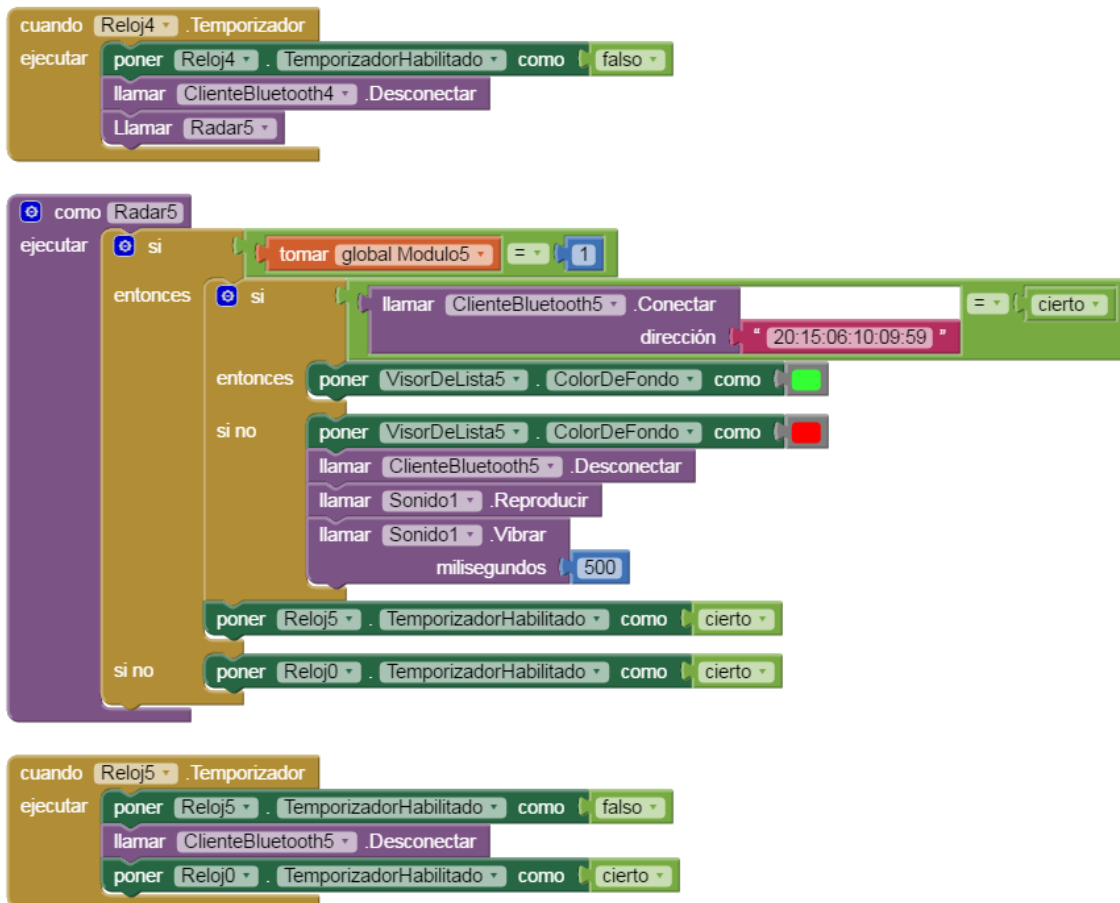 cuando Reloj4 .Temporizador
ejecutar poner Reloj4 . TemporizadorHabilitado como falso
llamar ClienteBluetooth4 .Desconectar
Llamar Radar5
como Radar5
ejecutar si tomar global Modulo5 = 1
entonces si llamar ClienteBluetooth5 .Conectar = cierto
dirección " 20:15:06:10:09:59 "
entonces poner VisorDeLista5 . ColorDeFondo como
si no poner VisorDeLista5 . ColorDeFondo como
llamar ClienteBluetooth5 .Desconectar
llamar Sonido1 .Reproducir
llamar Sonido1 .Vibrar
milisegundos 500
poner Reloj5 . TemporizadorHabilitado como cierto
si no poner Reloj0 . TemporizadorHabilitado como cierto
cuando Reloj5 .Temporizador
ejecutar poner Reloj5 . TemporizadorHabilitado como falso
llamar ClienteBluetooth5 .Desconectar
poner Reloj0 . TemporizadorHabilitado como cierto